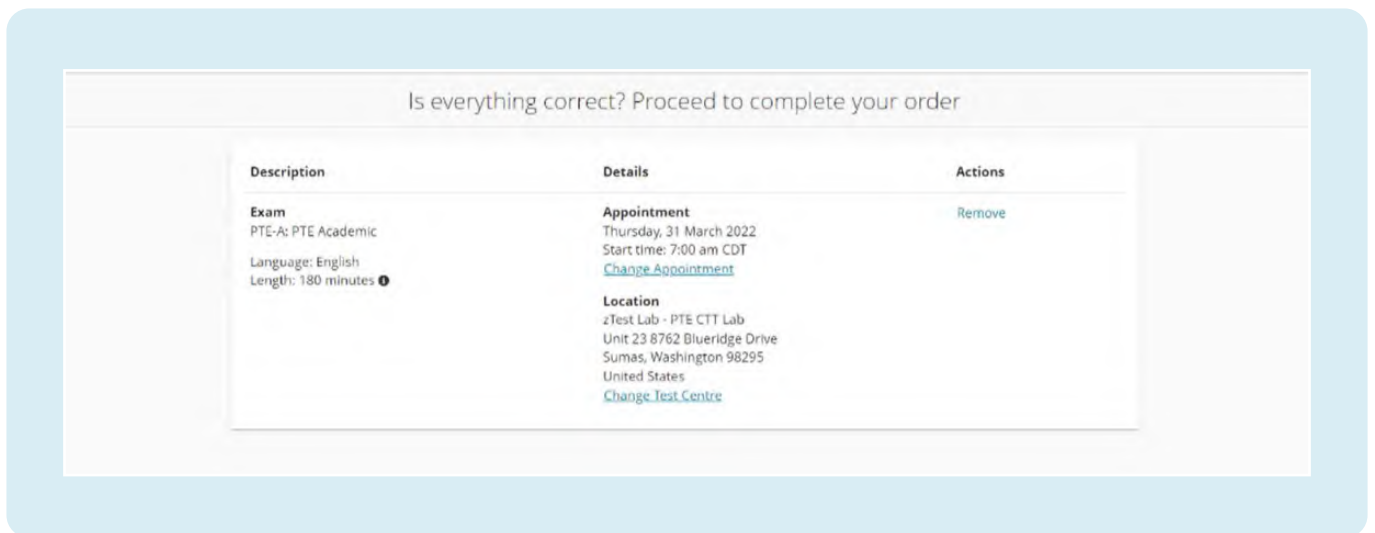 Is everything correct? Proceed to complete your order
Description
Details
Actions
Exam
PTE-A: PTE Academic
Language: English
Length: 180 minutes
Appointment
Thursday, 31 March 2022
Start time: 7:00 am CDT
Change Appointment
Location
zTest Lab - PTE CTT Lab
Unit 23 8762 Blueridge Drive
Sumas, Washington 98295
United States
Change Test Centre
Remove